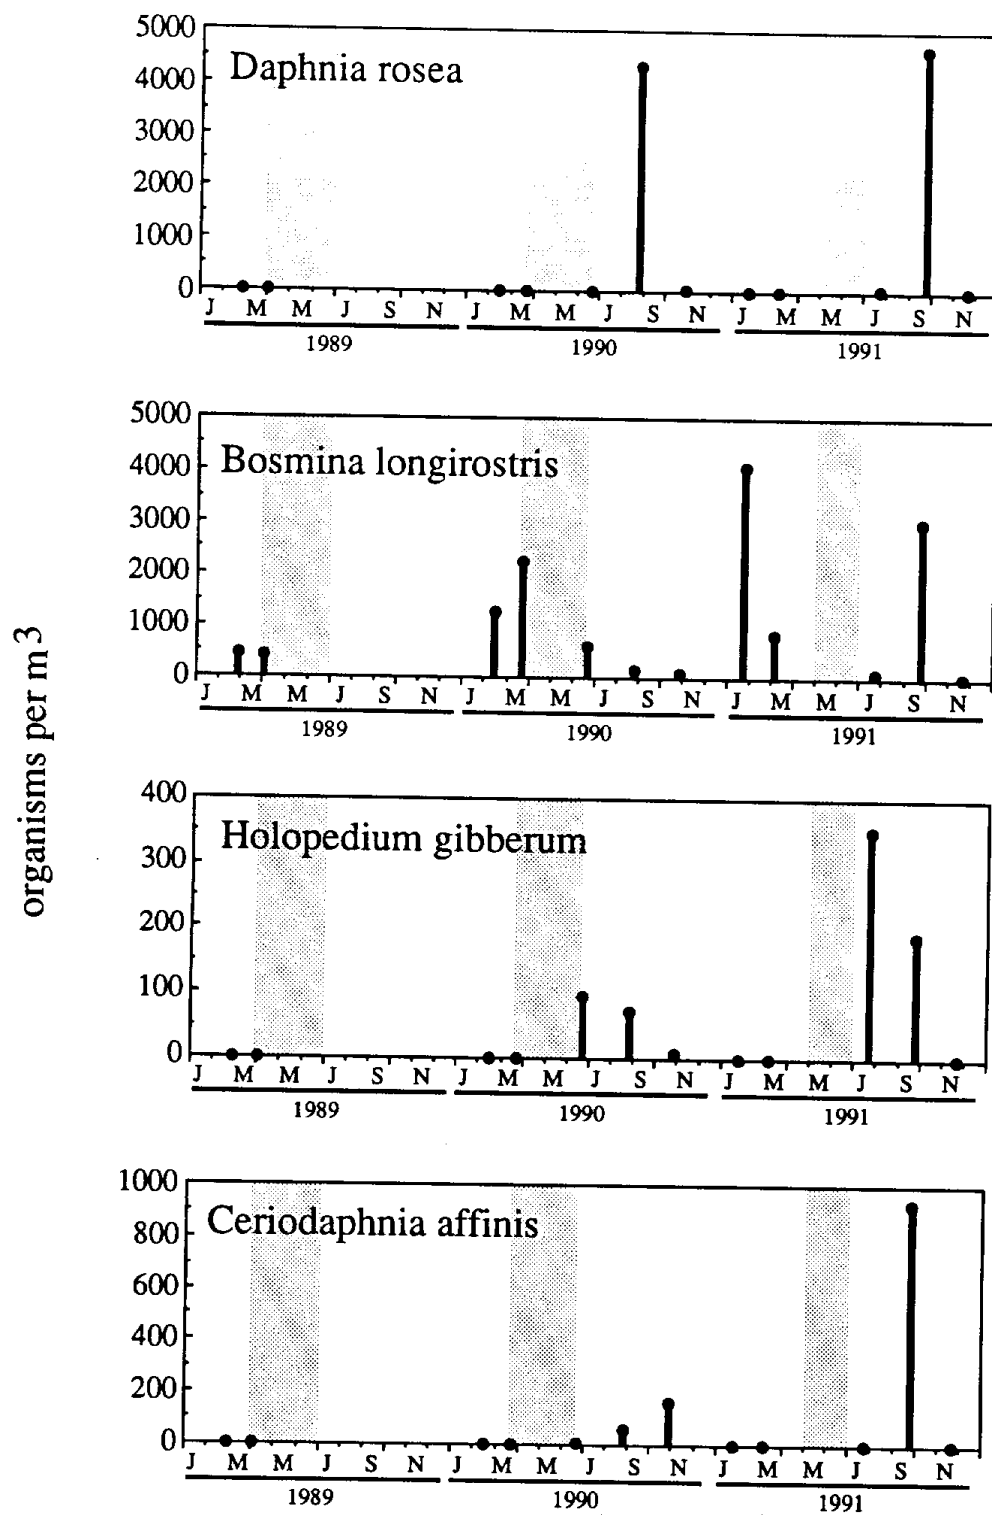 organisms per m3
5000
Daphnia rosea
4000
3000
2000
1000
0
J M M J S N J M M J S N J M M J S N
1989 1990 1991
5000
Bosmina longirostris
4000
3000
2000
1000
0
J M M J S N J M M J S N J M M J S N
1989 1990 1991
400
Holopedium gibberum
300
200
100
0
J M M J S N J M M J S N J M M J S N
1989 1990 1991
1000
Ceriodaphnia affinis
800
600
400
200
0
J M M J S N J M M J S N J M M J S N
1989 1990 1991